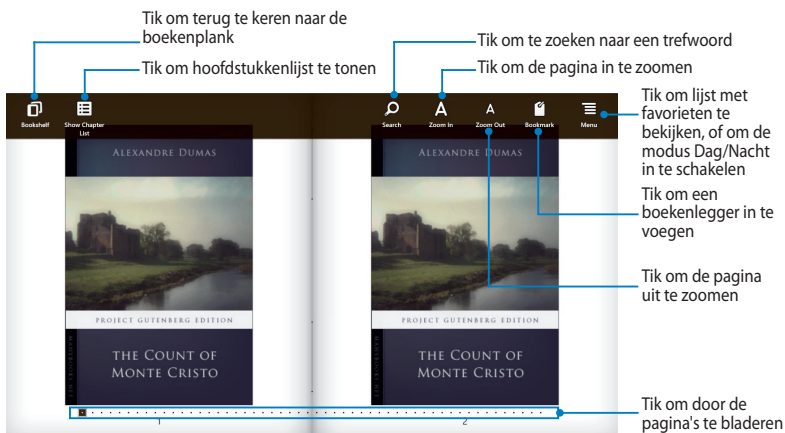 Tik om terug te keren naar de
boekenplank
Tik om hoofdstukkenlijst te tonen
Tik om te zoeken naar een trefwoord
Tik om de pagina in te zoomen
Tik om lijst met
favorieten te
bekijken, of om de
modus Dag/Nacht
in te schakelen
Tik om een
boekenlegger in te
voegen
Tik om de pagina
uit te zoomen
Tik om door de
pagina's te bladeren
Bookshelf
Show Chapter
List
Search
Zoom In
Zoom Out
Bookmark
Menu
ALEXANDRE DUMAS
PROJECT GUTENBERG EDITION
THE COUNT OF
MONTE CRISTO
1
ALEXANDRE DUMAS
PROJECT GUTENBERG EDITION
THE COUNT OF
MONTE CRISTO
2